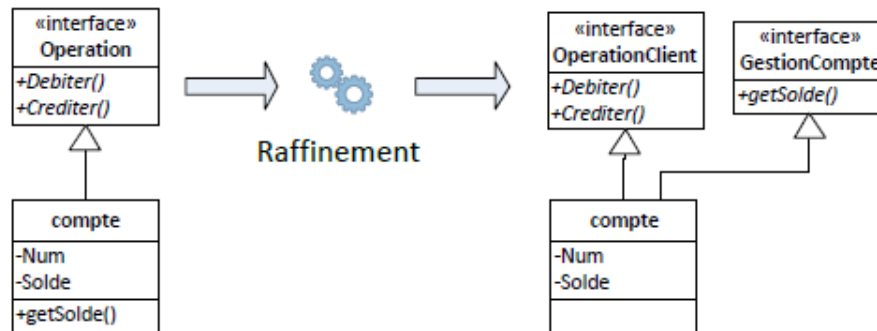 «interface»
Operation
+Debiter()
+Crediter()
compte
-Num
-Solde
+getSolde()
Raffinement
«interface»
OperationClient
+Debiter()
+Crediter()
«interface»
GestionCompte
+getSolde()
compte
-Num
-Solde